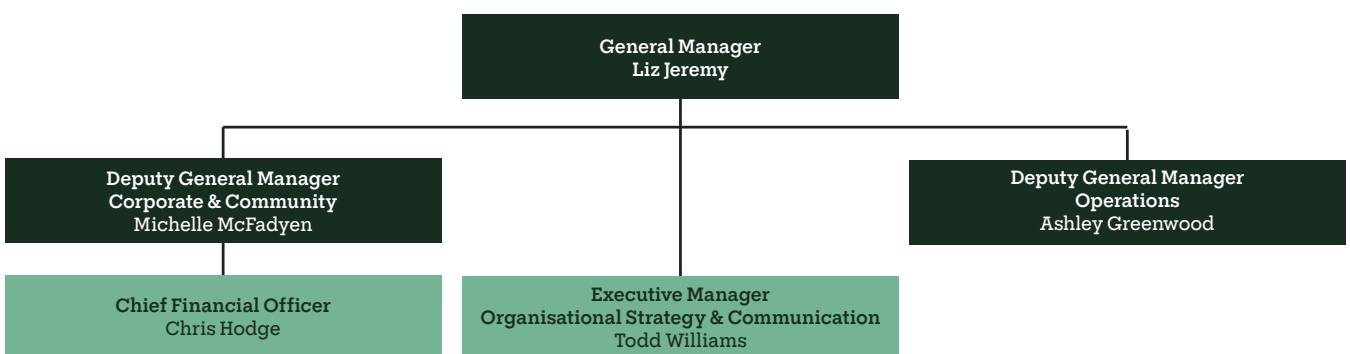 General Manager
Liz Jeremy
Deputy General Manager
Corporate & Community
Michelle McFadyen
Deputy General Manager
Operations
Ashley Greenwood
Chief Financial Officer
Chris Hodge
Executive Manager
Organisational Strategy & Communication
Todd Williams